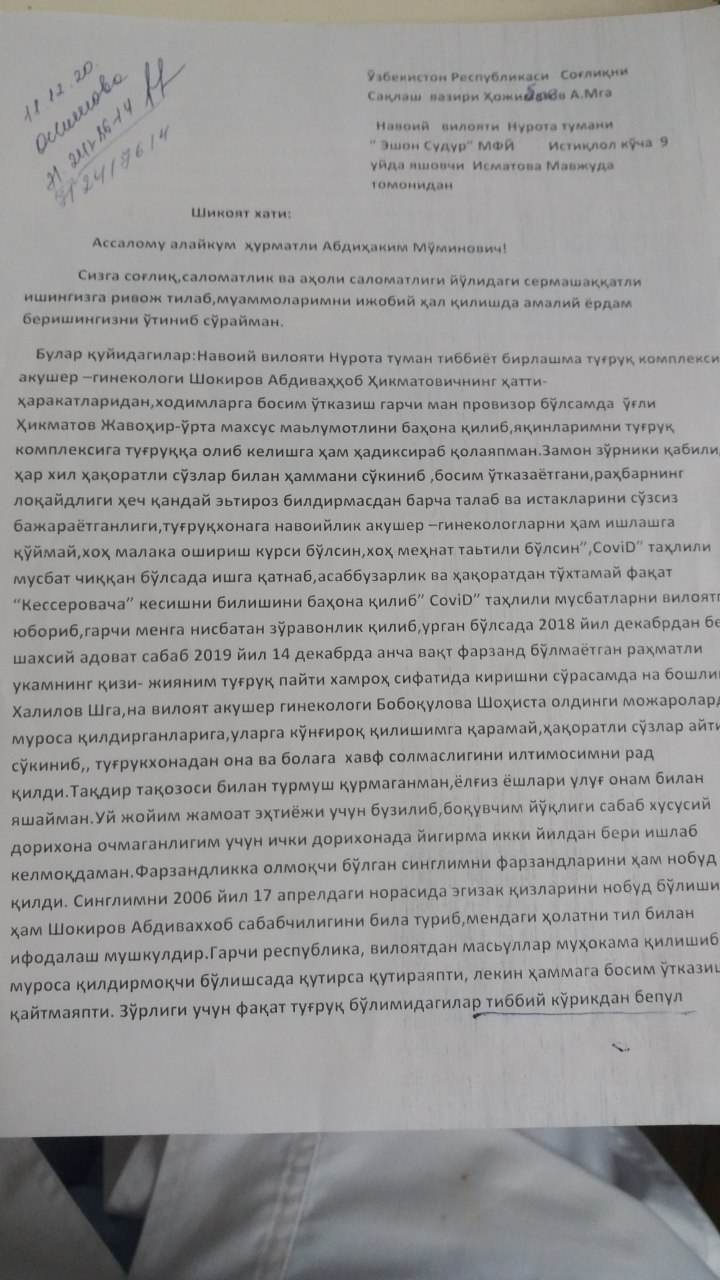 11.12.20.
Ўзбекистон Республикаси Соғлиқни
Сақлаш вазири А.Мга
Навоий вилояти Нурота тумани
“ Эшон Судур” МФЙ Истиқлол кўча 9
уйда яшовчи Исматова Мавжуда
томонидан
Шикоят хати:
Ассалому алайкум ҳурматли Абдиҳаким Мўминович!
Сизга соғлиқ,саломатлик ва аҳоли саломатлиги йўлидаги сермашаққатли
ишингизга ривож тилаб,муаммоларимни ижобий ҳал қилишда амалий ёрдам
беришингизни ўтиниб сўрайман.
Булар қуйидагилар:Навоий вилояти Нурота туман тиббиёт бирлашма туғруқ комплекси
акушер –гинекологи Шокиров Абдиваҳҳоб Ҳикматовичнинг ҳатти-
ҳаракатларидан,ходимларга босим ўтказиш гарчи ман провизор бўлсамда ўғли
Ҳикматов Жавоҳир-ўрта махсус маьлумотлини баҳона қилиб,яқинларимни туғруқ
комплексига туғруққа олиб келишга ҳам ҳадиксираб қолаяпман.Замон зўрники қабили,
ҳар хил ҳақоратли сўзлар билан ҳаммани сўкиниб ,босим ўтказаётгани,раҳбарнинг
лоқайдлиги ҳеч қандай эьтироз билдирмасдан барча талаб ва истакларини сўзсиз
бажараётганлиги,туғруқхонага навоийлик акушер –гинекологларни ҳам ишлашга
қўймай,хоҳ малака ошириш курси бўлсин,хоҳ меҳнат таьтили бўлсин”,CoviD” таҳлили
мусбат чиққан бўлсада ишга қатнаб,асаббузарлик ва ҳақоратдан тўхтамай фақат
“Кессеровача” кесишни билишини баҳона қилиб” CoviD” таҳлили мусбатларни вилоятг
юбориб,гарчи менга нисбатан зўравонлик қилиб,урган бўлсада 2018 йил декабрдан бе
шахсий адоват сабаб 2019 йил 14 декабрда анча вақт фарзанд бўлмаётган раҳматли
укамнинг қизи- жияним туғруқ пайти хамроҳ сифатида киришни сўрасамда на бошлиғ
Халилов Шга,на вилоят акушер гинекологи Бобоқулова Шоҳиста олдинги можаролард
муроса қилдирганларига,уларга кўнғироқ қилишимга қарамай,ҳақоратли сўзлар айти
сўкиниб,, туғрукхонадан она ва болага хавф солмаслигини илтимосимни рад
қилди.Тақдир тақозоси билан турмуш қурмаганман,ёлғиз ёшлари улуғ онам билан
яшайман.Уй жойим жамоат эҳтиёжи учун бузилиб,боқувчим йўқлиги сабаб хусусий
дорихона очмаганлигим учун ички дорихонада йигирма икки йилдан бери ишлаб
келмоқдаман.Фарзандликка олмоқчи бўлган синглимни фарзандларини ҳам нобуд
қилди. Синглимни 2006 йил 17 апрелдаги норасида эгизак қизларини нобуд бўлиши
ҳам Шокиров Абдиваххоб сабабчилигини била туриб,мендаги ҳолатни тил билан
ифодалаш мушкулдир.Гарчи республика, вилоятдан масьуллар муҳокама қилишиб
муроса қилдирмоқчи бўлишсада қутирса қутираяпти, лекин ҳаммага босим ўтказиш
қайтмаяпти. Зўрлиги учун фақат туғруқ бўлимидагилар тиббий кўрикдан бепул